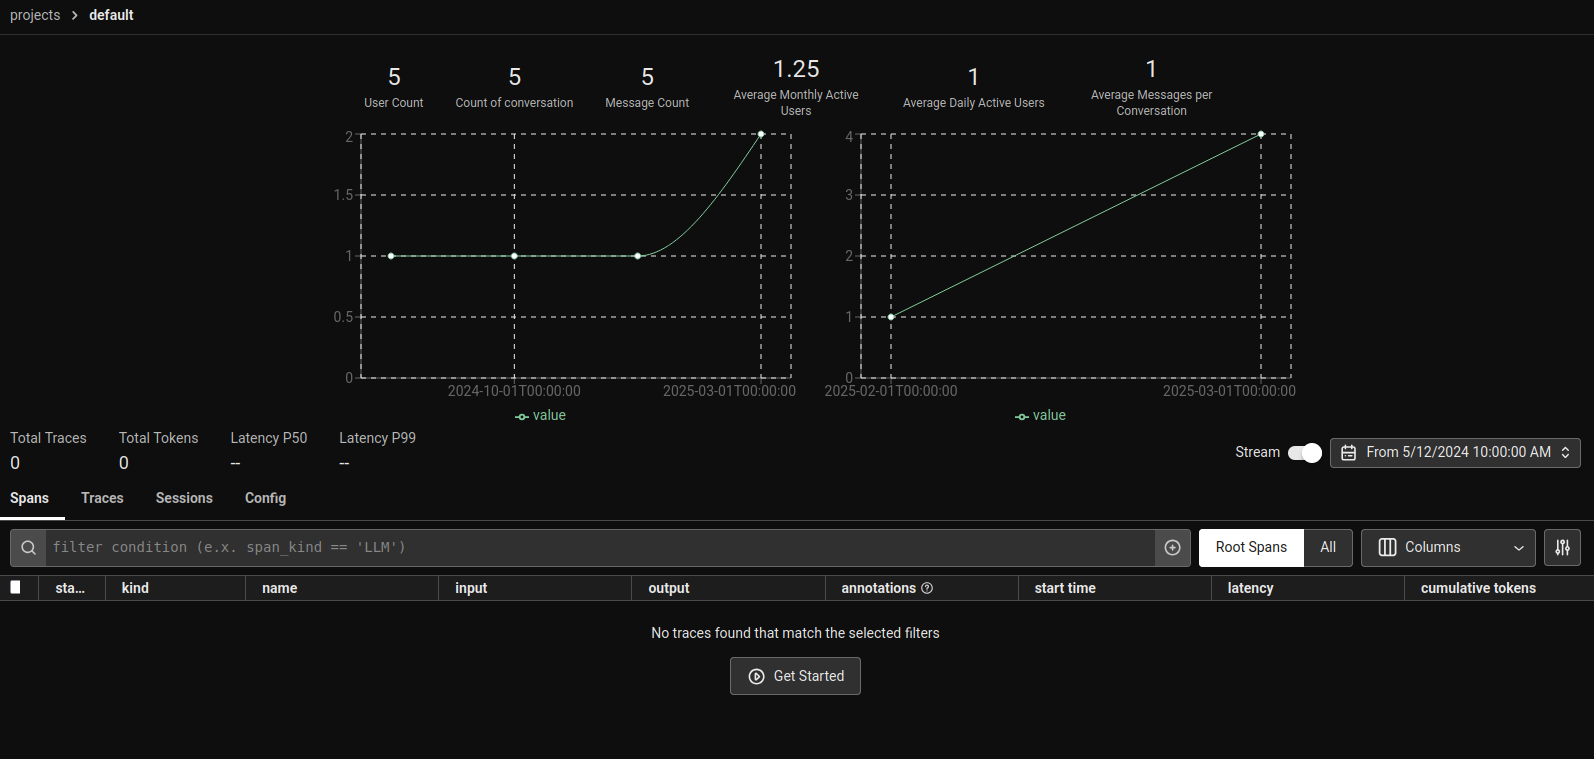 projects > default
5
User Count
5
Count of conversation
5
Message Count
1.25
Average Monthly Active
Users
1
Average Daily Active Users
1
Average Messages per
Conversation
2
1.5
1
0.5
0
2024-10-01T00:00:00
2025-03-01T00:00:00
value
4
3
2
1
0
2025-02-01T00:00:00
2025-03-01T00:00:00
value
Total Traces
0
Total Tokens
0
Latency P50
--
Latency P99
--
Stream
From 5/12/2024 10:00:00 AM
Spans Traces Sessions Config
filter condition (e.x. span_kind == 'LLM')
Root Spans All
Columns
sta... kind name input output annotations start time latency cumulative tokens
No traces found that match the selected filters
Get Started